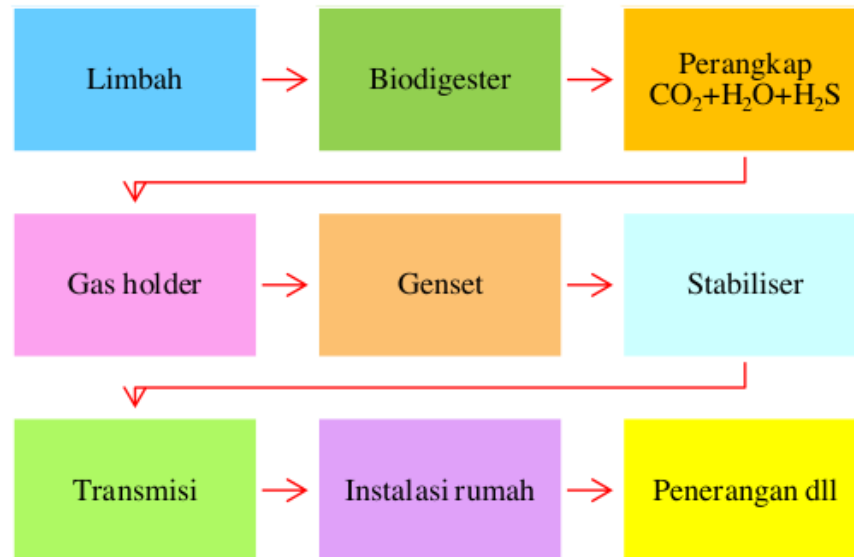 Limbah
Biodigester
Perangkap
CO₂+H₂O+H₂S
Gas holder
Genset
Stabiliser
Transmisi
Instalasi rumah
Penerangan dll